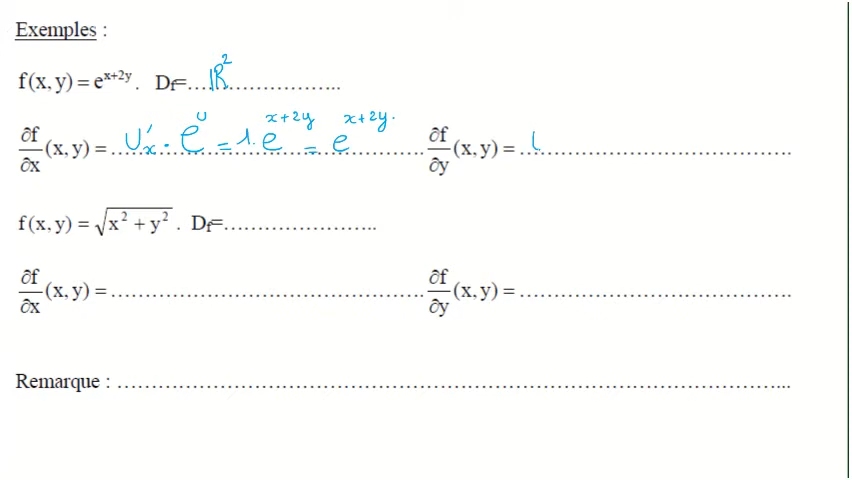 Exemples :
f(x, y) = e^{x+2y}. Df=....ℝ²..................
∂f/∂x (x, y) = U'x · e^U = 1. e^{x+2y} = e^{x+2y}. ∂f/∂y (x, y) = ........................................
f(x, y) = √(x² + y²). Df=......................
∂f/∂x (x, y) = .............................................. ∂f/∂y (x, y) = ........................................
Remarque : ...................................................................................................